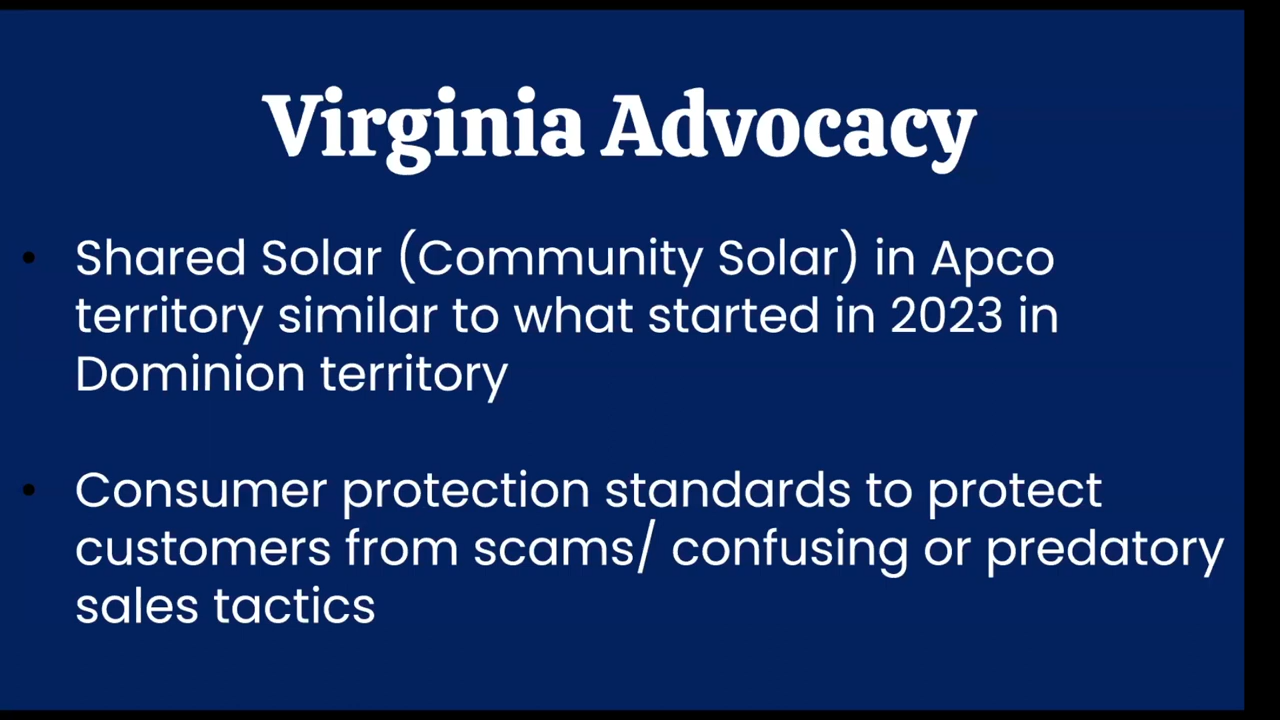 Virginia Advocacy
• Shared Solar (Community Solar) in Apco
territory similar to what started in 2023 in
Dominion territory
• Consumer protection standards to protect
customers from scams/ confusing or predatory
sales tactics